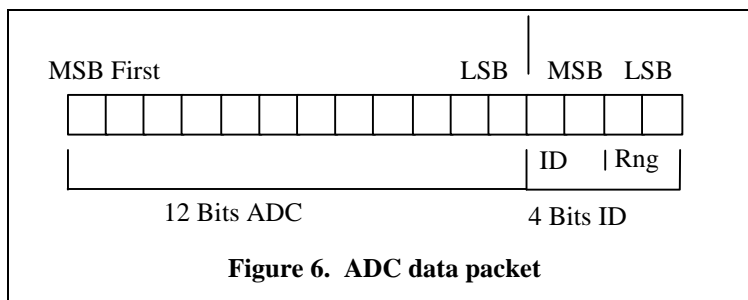 MSB First LSB MSB LSB
ID Rng
12 Bits ADC 4 Bits ID
Figure 6. ADC data packet